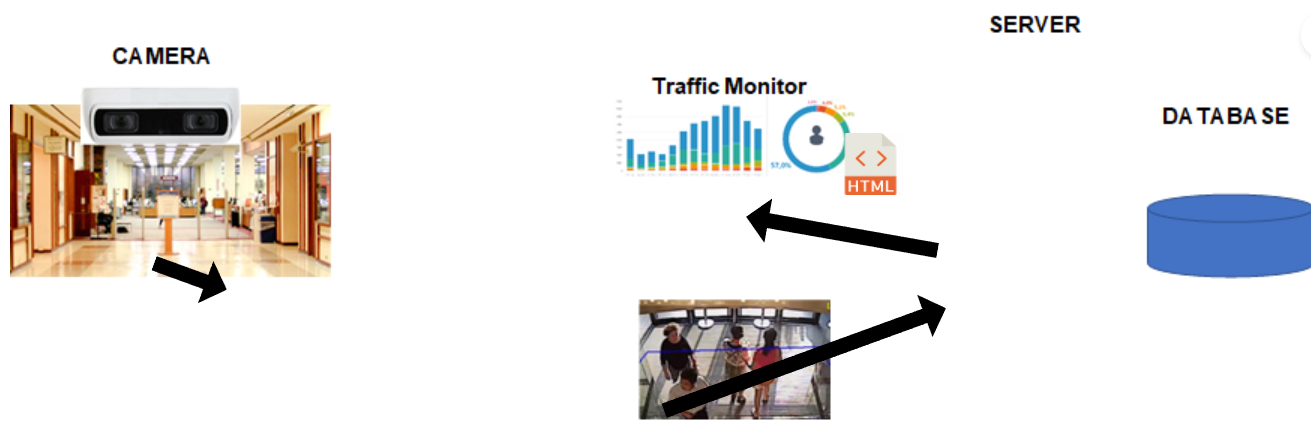 SERVER
CAMERA
Traffic Monitor
DATABASE
57,0%
< >
HTML